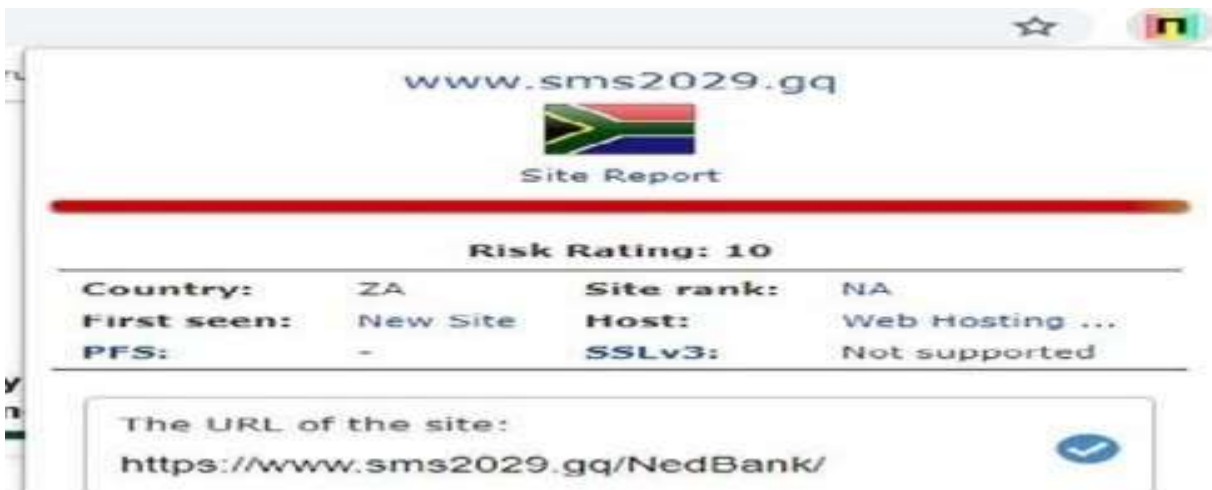 www.sms2029.gq
Site Report
Risk Rating: 10
Country: ZA Site rank: NA
First seen: New Site Host: Web Hosting ...
PFS: - SSLv3: Not supported
The URL of the site:
https://www.sms2029.gq/NedBank/